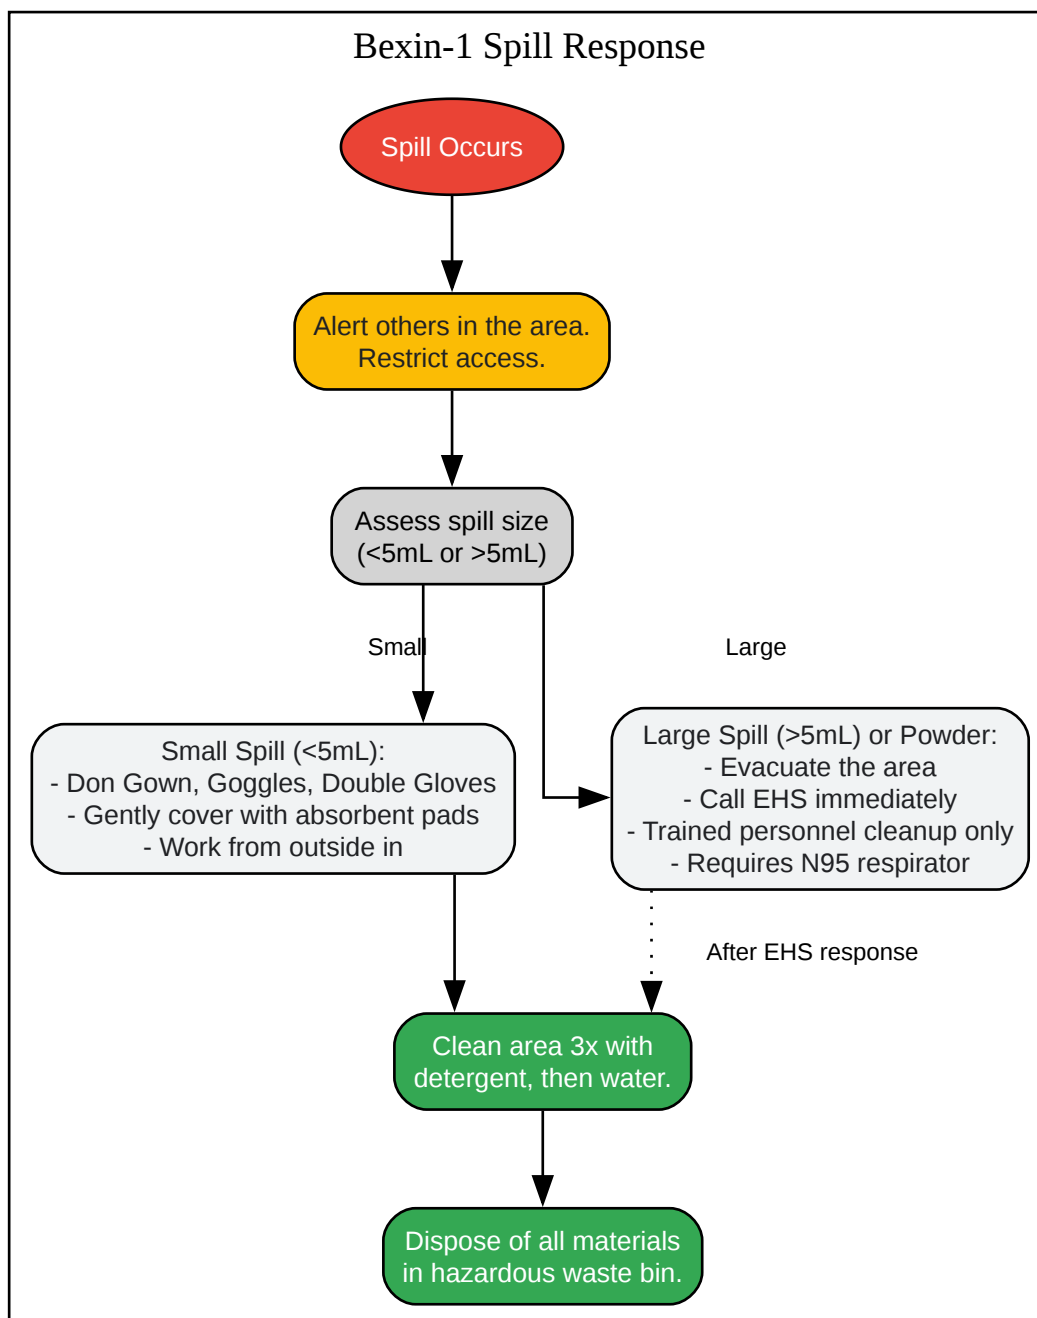 Bexin-1 Spill Response
Spill Occurs
Alert others in the area.
Restrict access.
Assess spill size
(<5mL or >5mL)
Small
Large
Small Spill (<5mL):
- Don Gown, Goggles, Double Gloves
- Gently cover with absorbent pads
- Work from outside in
Large Spill (>5mL) or Powder:
- Evacuate the area
- Call EHS immediately
- Trained personnel cleanup only
- Requires N95 respirator
After EHS response
Clean area 3x with
detergent, then water.
Dispose of all materials
in hazardous waste bin.